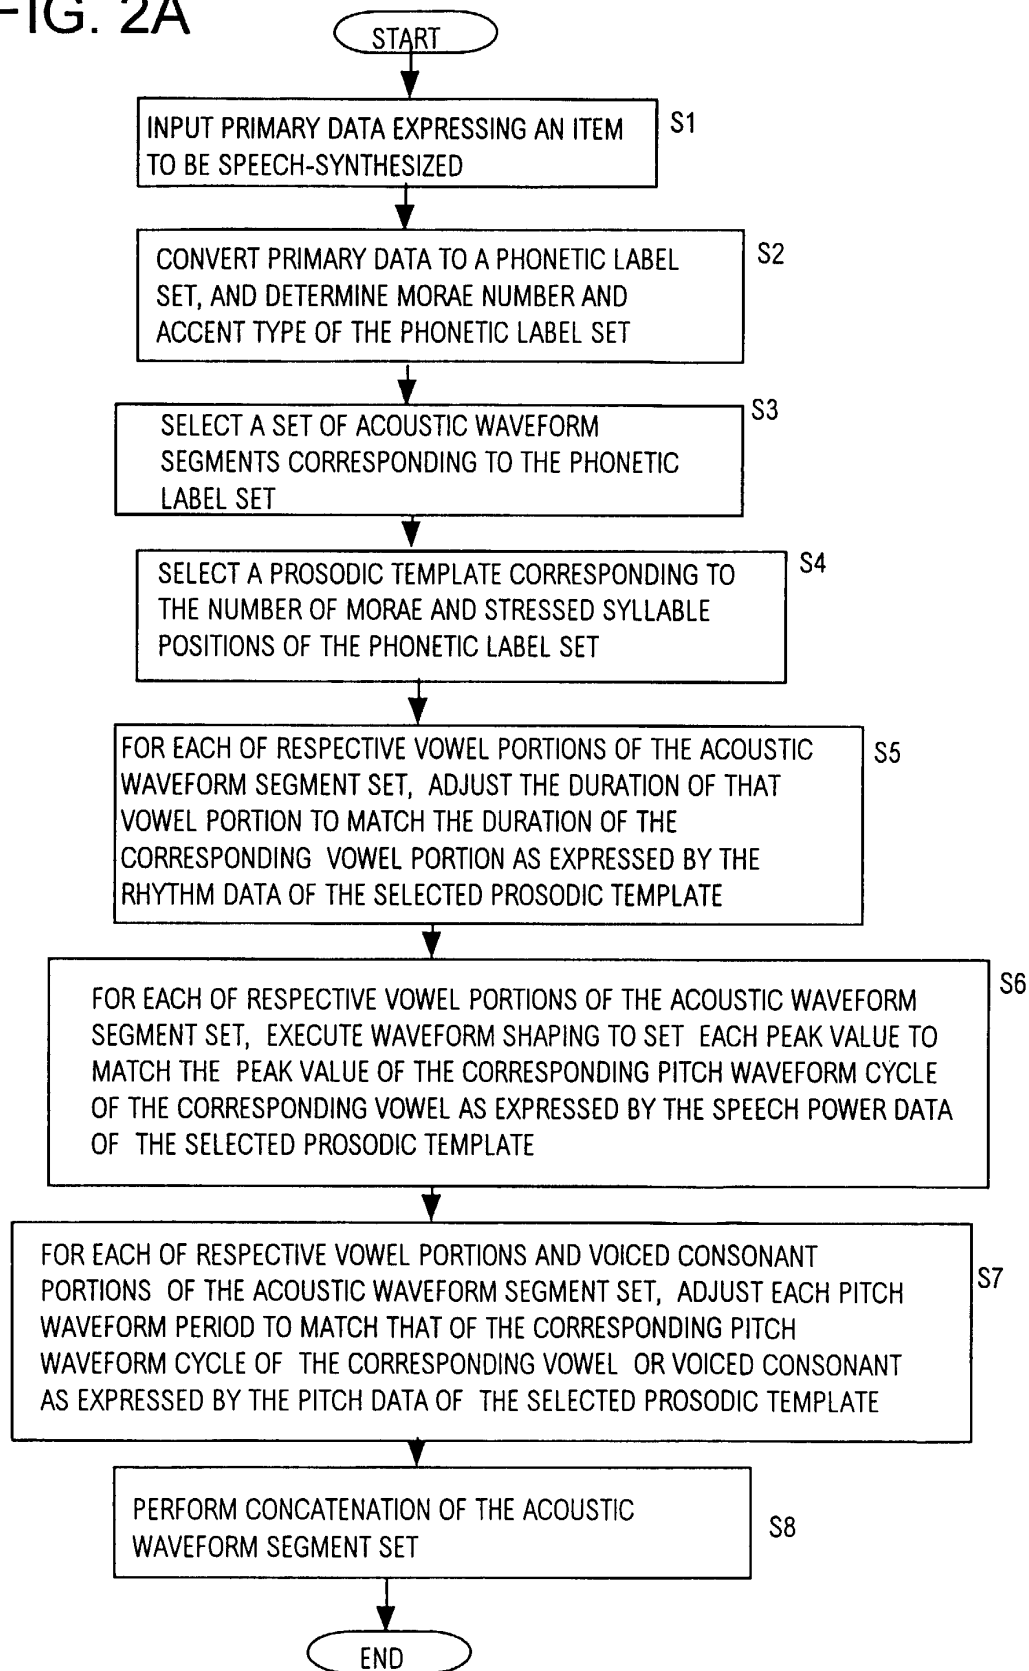 FIG. 2A
START
INPUT PRIMARY DATA EXPRESSING AN ITEM
TO BE SPEECH-SYNTHESIZED
S1
CONVERT PRIMARY DATA TO A PHONETIC LABEL
SET, AND DETERMINE MORAE NUMBER AND
ACCENT TYPE OF THE PHONETIC LABEL SET
S2
SELECT A SET OF ACOUSTIC WAVEFORM
SEGMENTS CORRESPONDING TO THE PHONETIC
LABEL SET
S3
SELECT A PROSODIC TEMPLATE CORRESPONDING TO
THE NUMBER OF MORAE AND STRESSED SYLLABLE
POSITIONS OF THE PHONETIC LABEL SET
S4
FOR EACH OF RESPECTIVE VOWEL PORTIONS OF THE ACOUSTIC
WAVEFORM SEGMENT SET, ADJUST THE DURATION OF THAT
VOWEL PORTION TO MATCH THE DURATION OF THE
CORRESPONDING VOWEL PORTION AS EXPRESSED BY THE
RHYTHM DATA OF THE SELECTED PROSODIC TEMPLATE
S5
FOR EACH OF RESPECTIVE VOWEL PORTIONS OF THE ACOUSTIC WAVEFORM
SEGMENT SET, EXECUTE WAVEFORM SHAPING TO SET EACH PEAK VALUE TO
MATCH THE PEAK VALUE OF THE CORRESPONDING PITCH WAVEFORM CYCLE
OF THE CORRESPONDING VOWEL AS EXPRESSED BY THE SPEECH POWER DATA
OF THE SELECTED PROSODIC TEMPLATE
S6
FOR EACH OF RESPECTIVE VOWEL PORTIONS AND VOICED CONSONANT
PORTIONS OF THE ACOUSTIC WAVEFORM SEGMENT SET, ADJUST EACH PITCH
WAVEFORM PERIOD TO MATCH THAT OF THE CORRESPONDING PITCH
WAVEFORM CYCLE OF THE CORRESPONDING VOWEL OR VOICED CONSONANT
AS EXPRESSED BY THE PITCH DATA OF THE SELECTED PROSODIC TEMPLATE
S7
PERFORM CONCATENATION OF THE ACOUSTIC
WAVEFORM SEGMENT SET
S8
END